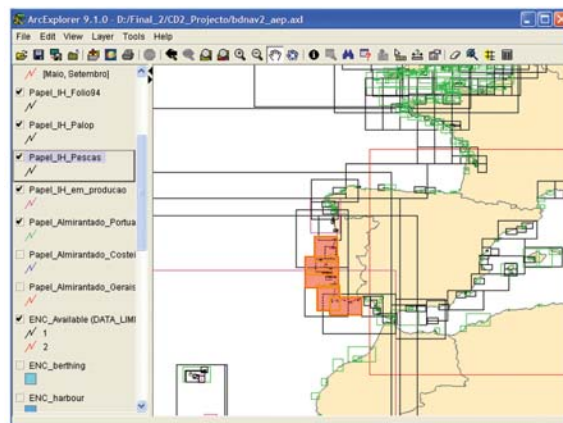 ArcExplorer 9.1.0 - D:/Final_2/CD2_Projecto/bdnav2_aep.axl
File Edit View Layer Tools Help
[Maio, Setembro]
Papel_IH_Folio94
Papel_IH_Palop
Papel_IH_Pescas
Papel_IH_em_producao
Papel_Almirantado_Portua
Papel_Almirantado_Costei
Papel_Almirantado_Gerais
ENC_Available (DATA_LIMI
1
2
ENC_berthing
ENC_harbour